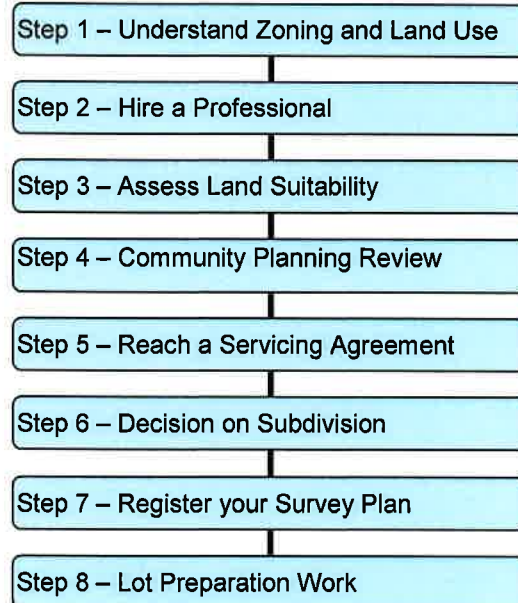 Step 1 – Understand Zoning and Land Use
Step 2 – Hire a Professional
Step 3 – Assess Land Suitability
Step 4 – Community Planning Review
Step 5 – Reach a Servicing Agreement
Step 6 – Decision on Subdivision
Step 7 – Register your Survey Plan
Step 8 – Lot Preparation Work